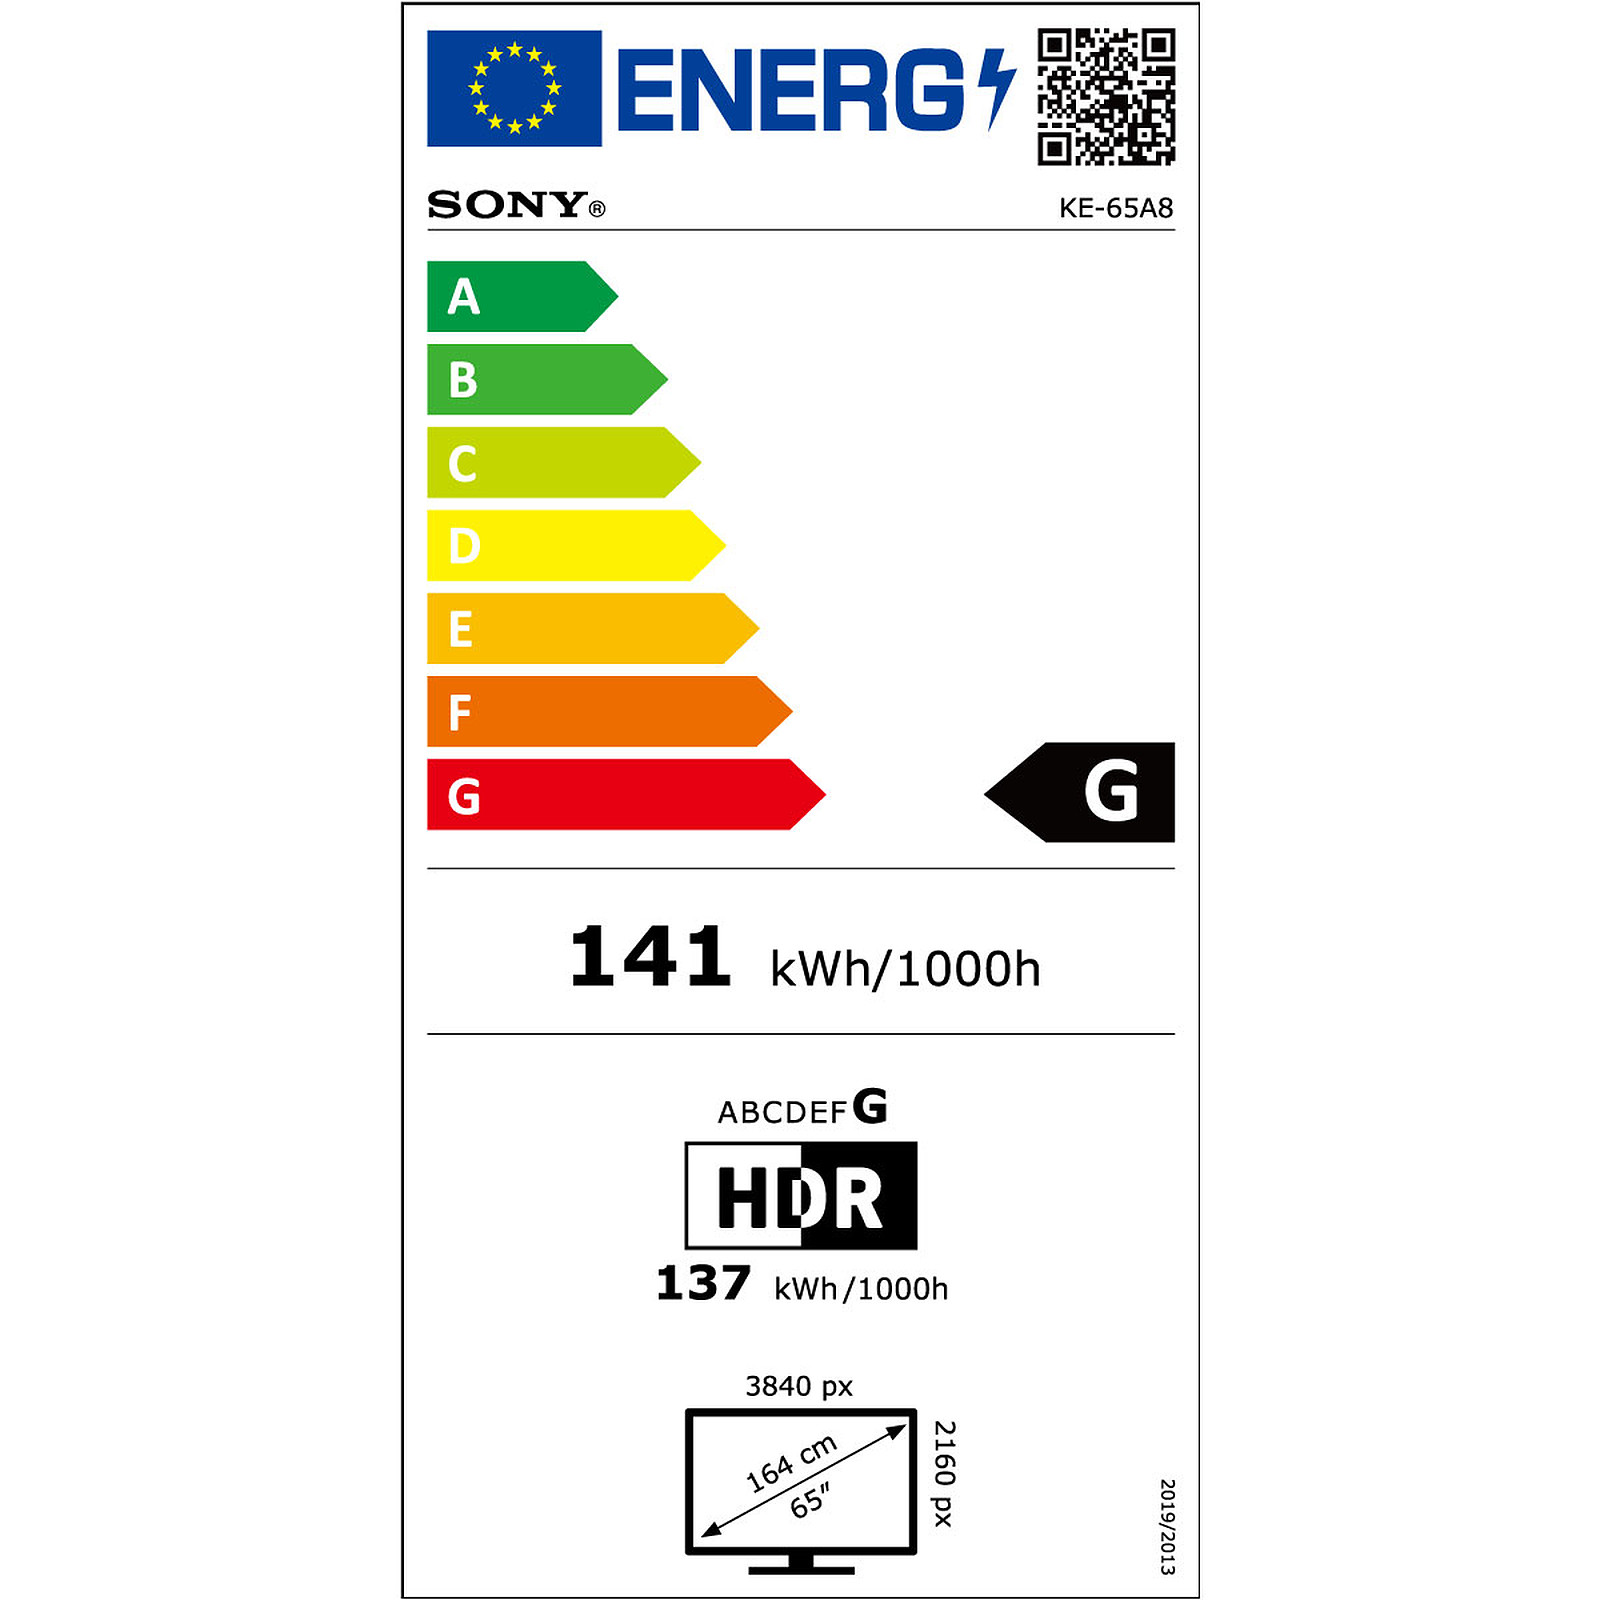 ENERG
SONY®
KE-65A8
A
B
C
D
E
F
G
G
141 kWh/1000h
ABCDEFG
HDR
137 kWh/1000h
3840 px
2160 px
164 cm
65"
2019/2013